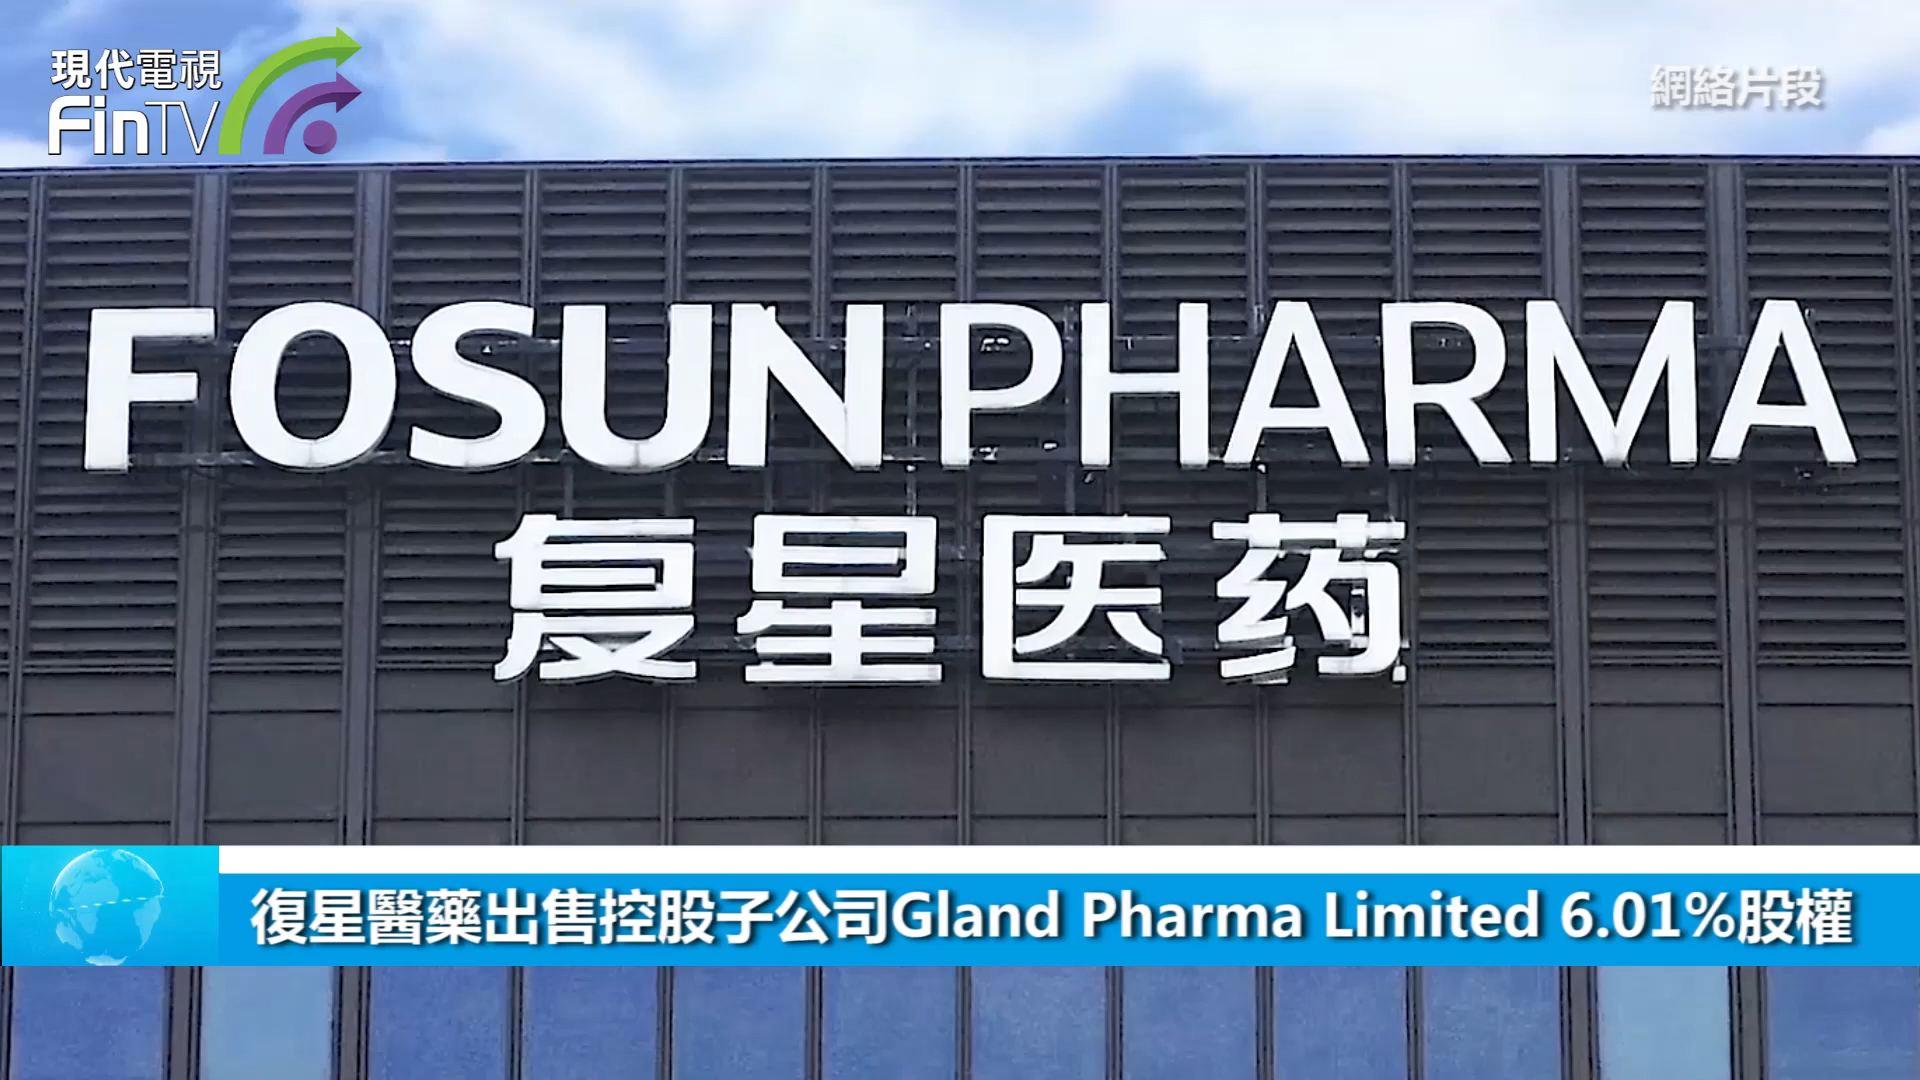 現代電視
FinTV
網絡片段
FOSUN PHARMA
复星医药
復星醫藥出售控股子公司Gland Pharma Limited 6.01%股權